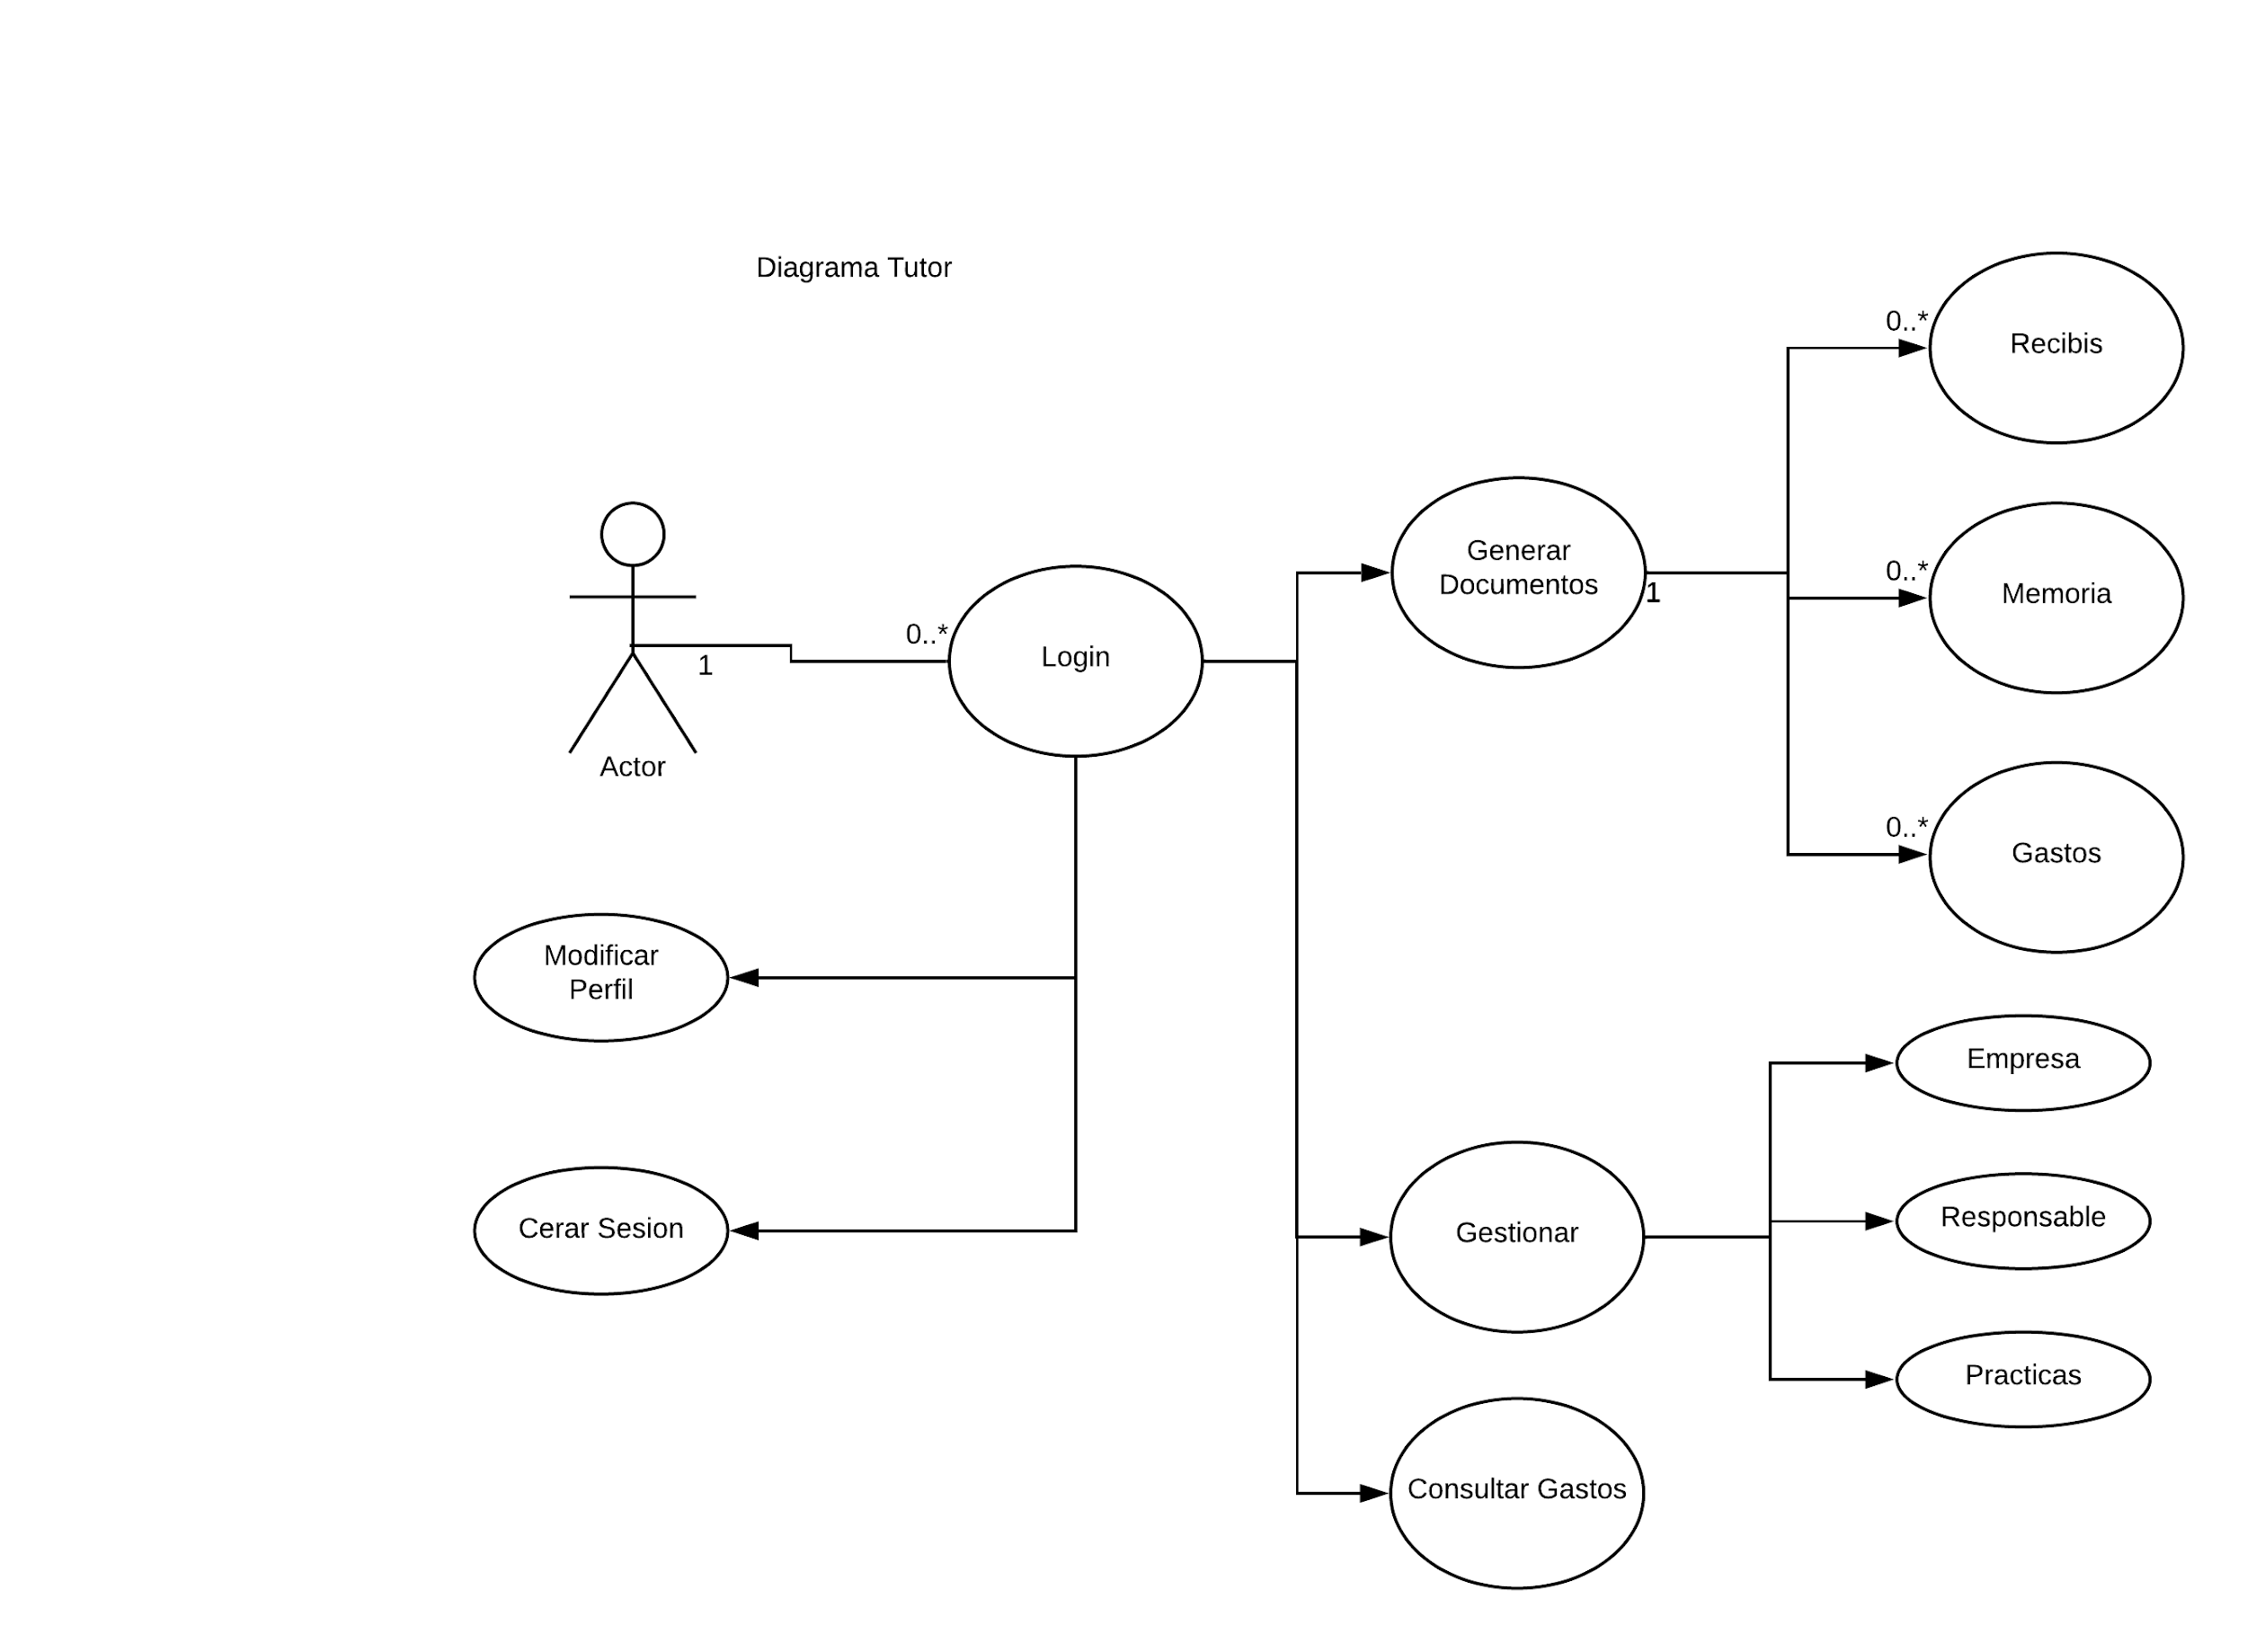 Diagrama Tutor
0..*
Recibis
Generar
Documentos
1
0..*
Memoria
0..*
Login
1
Actor
0..*
Gastos
Modificar
Perfil
Empresa
Cerar Sesion
Gestionar
Responsable
Practicas
Consultar Gastos